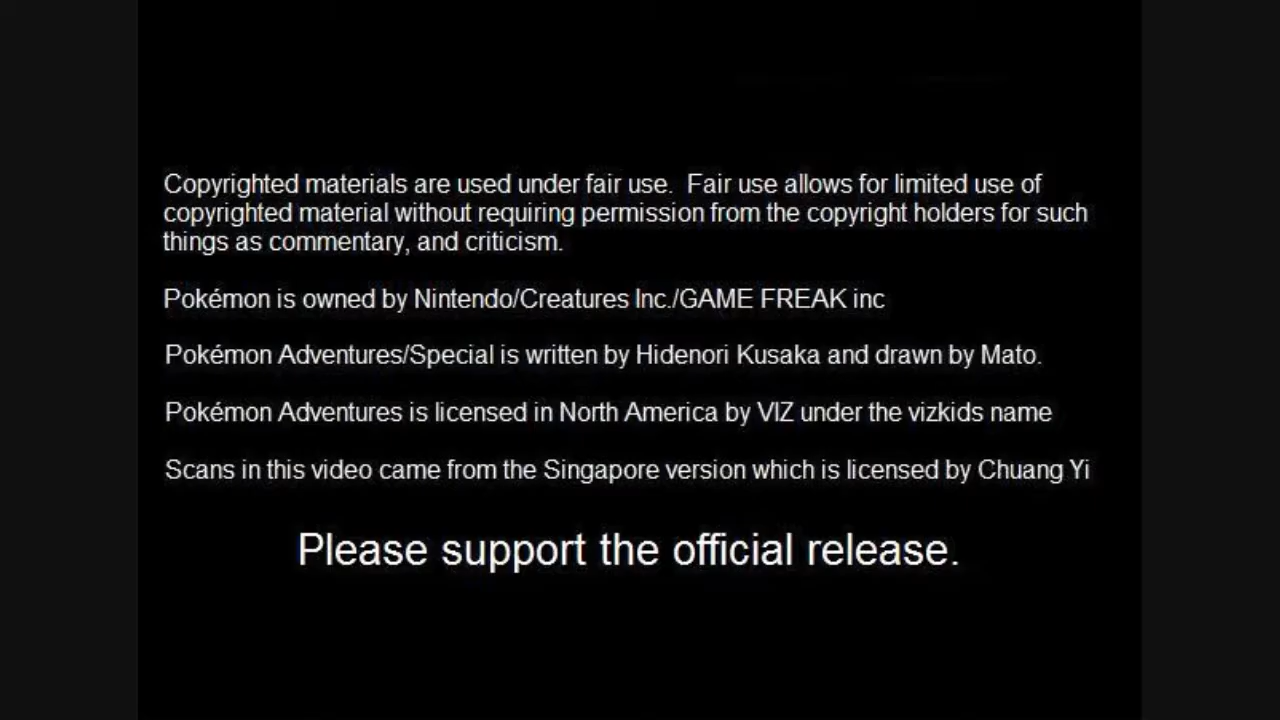 Copyrighted materials are used under fair use.  Fair use allows for limited use of
copyrighted material without requiring permission from the copyright holders for such
things as commentary, and criticism.
Pokémon is owned by Nintendo/Creatures Inc./GAME FREAK inc
Pokémon Adventures/Special is written by Hidenori Kusaka and drawn by Mato.
Pokémon Adventures is licensed in North America by VIZ under the vizkids name
Scans in this video came from the Singapore version which is licensed by Chuang Yi
Please support the official release.